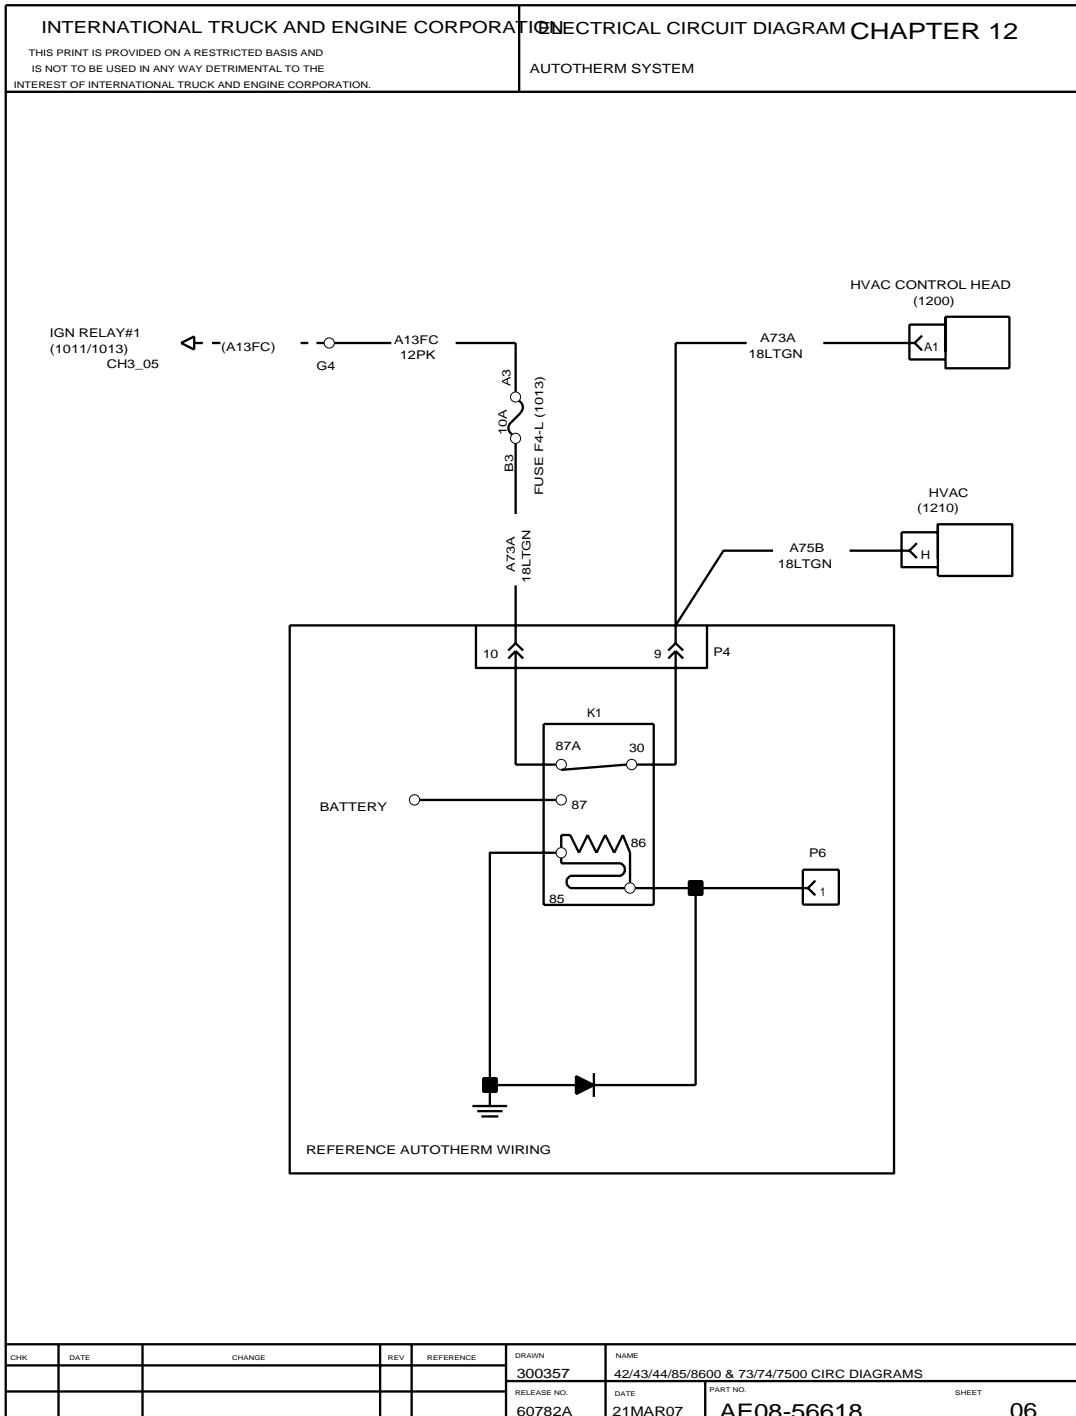 INTERNATIONAL TRUCK AND ENGINE CORPORATION
THIS PRINT IS PROVIDED ON A RESTRICTED BASIS AND
IS NOT TO BE USED IN ANY WAY DETRIMENTAL TO THE
INTEREST OF INTERNATIONAL TRUCK AND ENGINE CORPORATION.
ELECTRICAL CIRCUIT DIAGRAM
CHAPTER 12
AUTOTHERM SYSTEM
HVAC CONTROL HEAD
(1200)
IGN RELAY#1
(1011/1013)
CH3_05
(A13FC)
G4
A13FC
12PK
A73A
18LTGN
A1
A3
10A
B3
FUSE F4-L (1013)
HVAC
(1210)
A73A
18LTGN
A75B
18LTGN
H
10
9
P4
K1
87A
30
BATTERY
87
86
85
P6
1
REFERENCE AUTOTHERM WIRING
CHK
DATE
CHANGE
REV
REFERENCE
DRAWN
300357
NAME
42/43/44/85/8600 & 73/74/7500 CIRC DIAGRAMS
RELEASE NO.
60782A
DATE
21MAR07
PART NO.
AE08-56618
SHEET
06